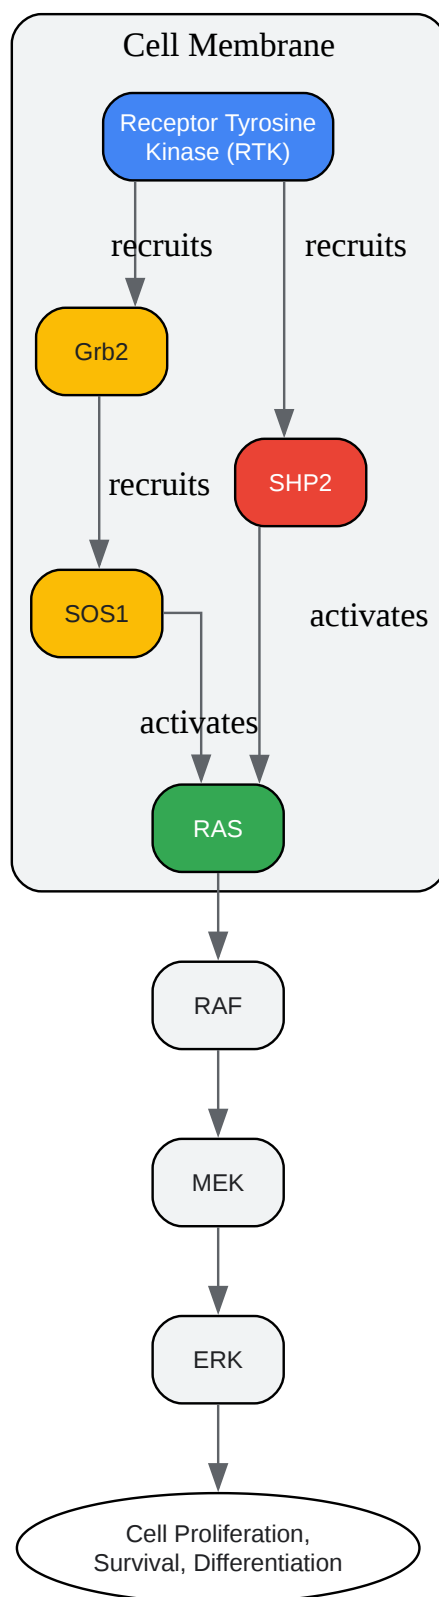 Cell Membrane
Receptor Tyrosine
Kinase (RTK)
recruits
recruits
Grb2
SHP2
recruits
SOS1
activates
activates
RAS
RAF
MEK
ERK
Cell Proliferation,
Survival, Differentiation